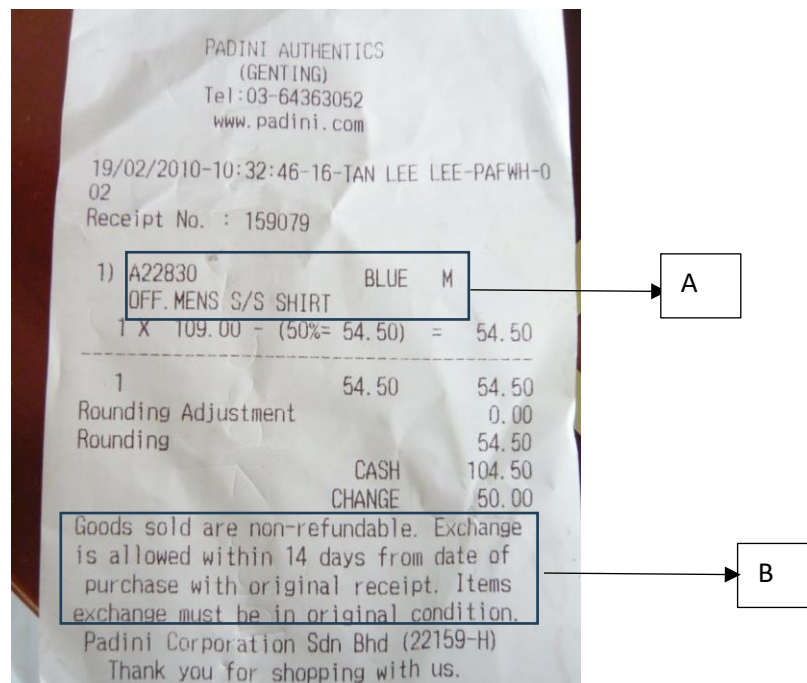 PADINI AUTHENTICS
(GENTING)
Tel:03-64363052
www.padini.com
19/02/2010-10:32:46-16-TAN LEE LEE-PAFWH-0
02
Receipt No. : 159079
1) A22830 BLUE M
OFF.MENS S/S SHIRT
1 X 109.00 - (50%= 54.50) = 54.50
1 54.50 54.50
Rounding Adjustment 0.00
Rounding 54.50
CASH 104.50
CHANGE 50.00
Goods sold are non-refundable. Exchange
is allowed within 14 days from date of
purchase with original receipt. Items
exchange must be in original condition.
Padini Corporation Sdn Bhd (22159-H)
Thank you for shopping with us.
A
B